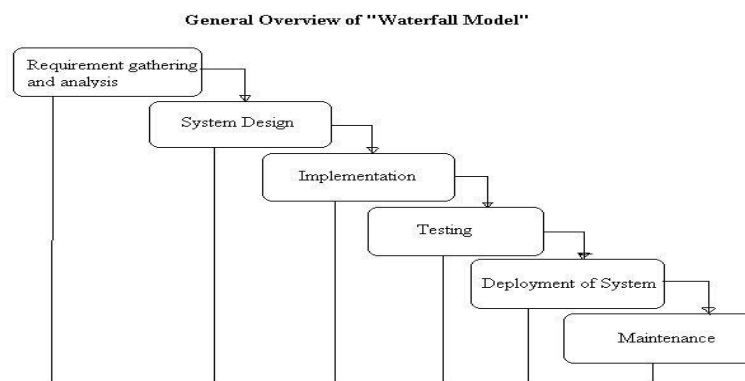 General Overview of "Waterfall Model"
Requirement gathering
and analysis
System Design
Implementation
Testing
Deployment of System
Maintenance